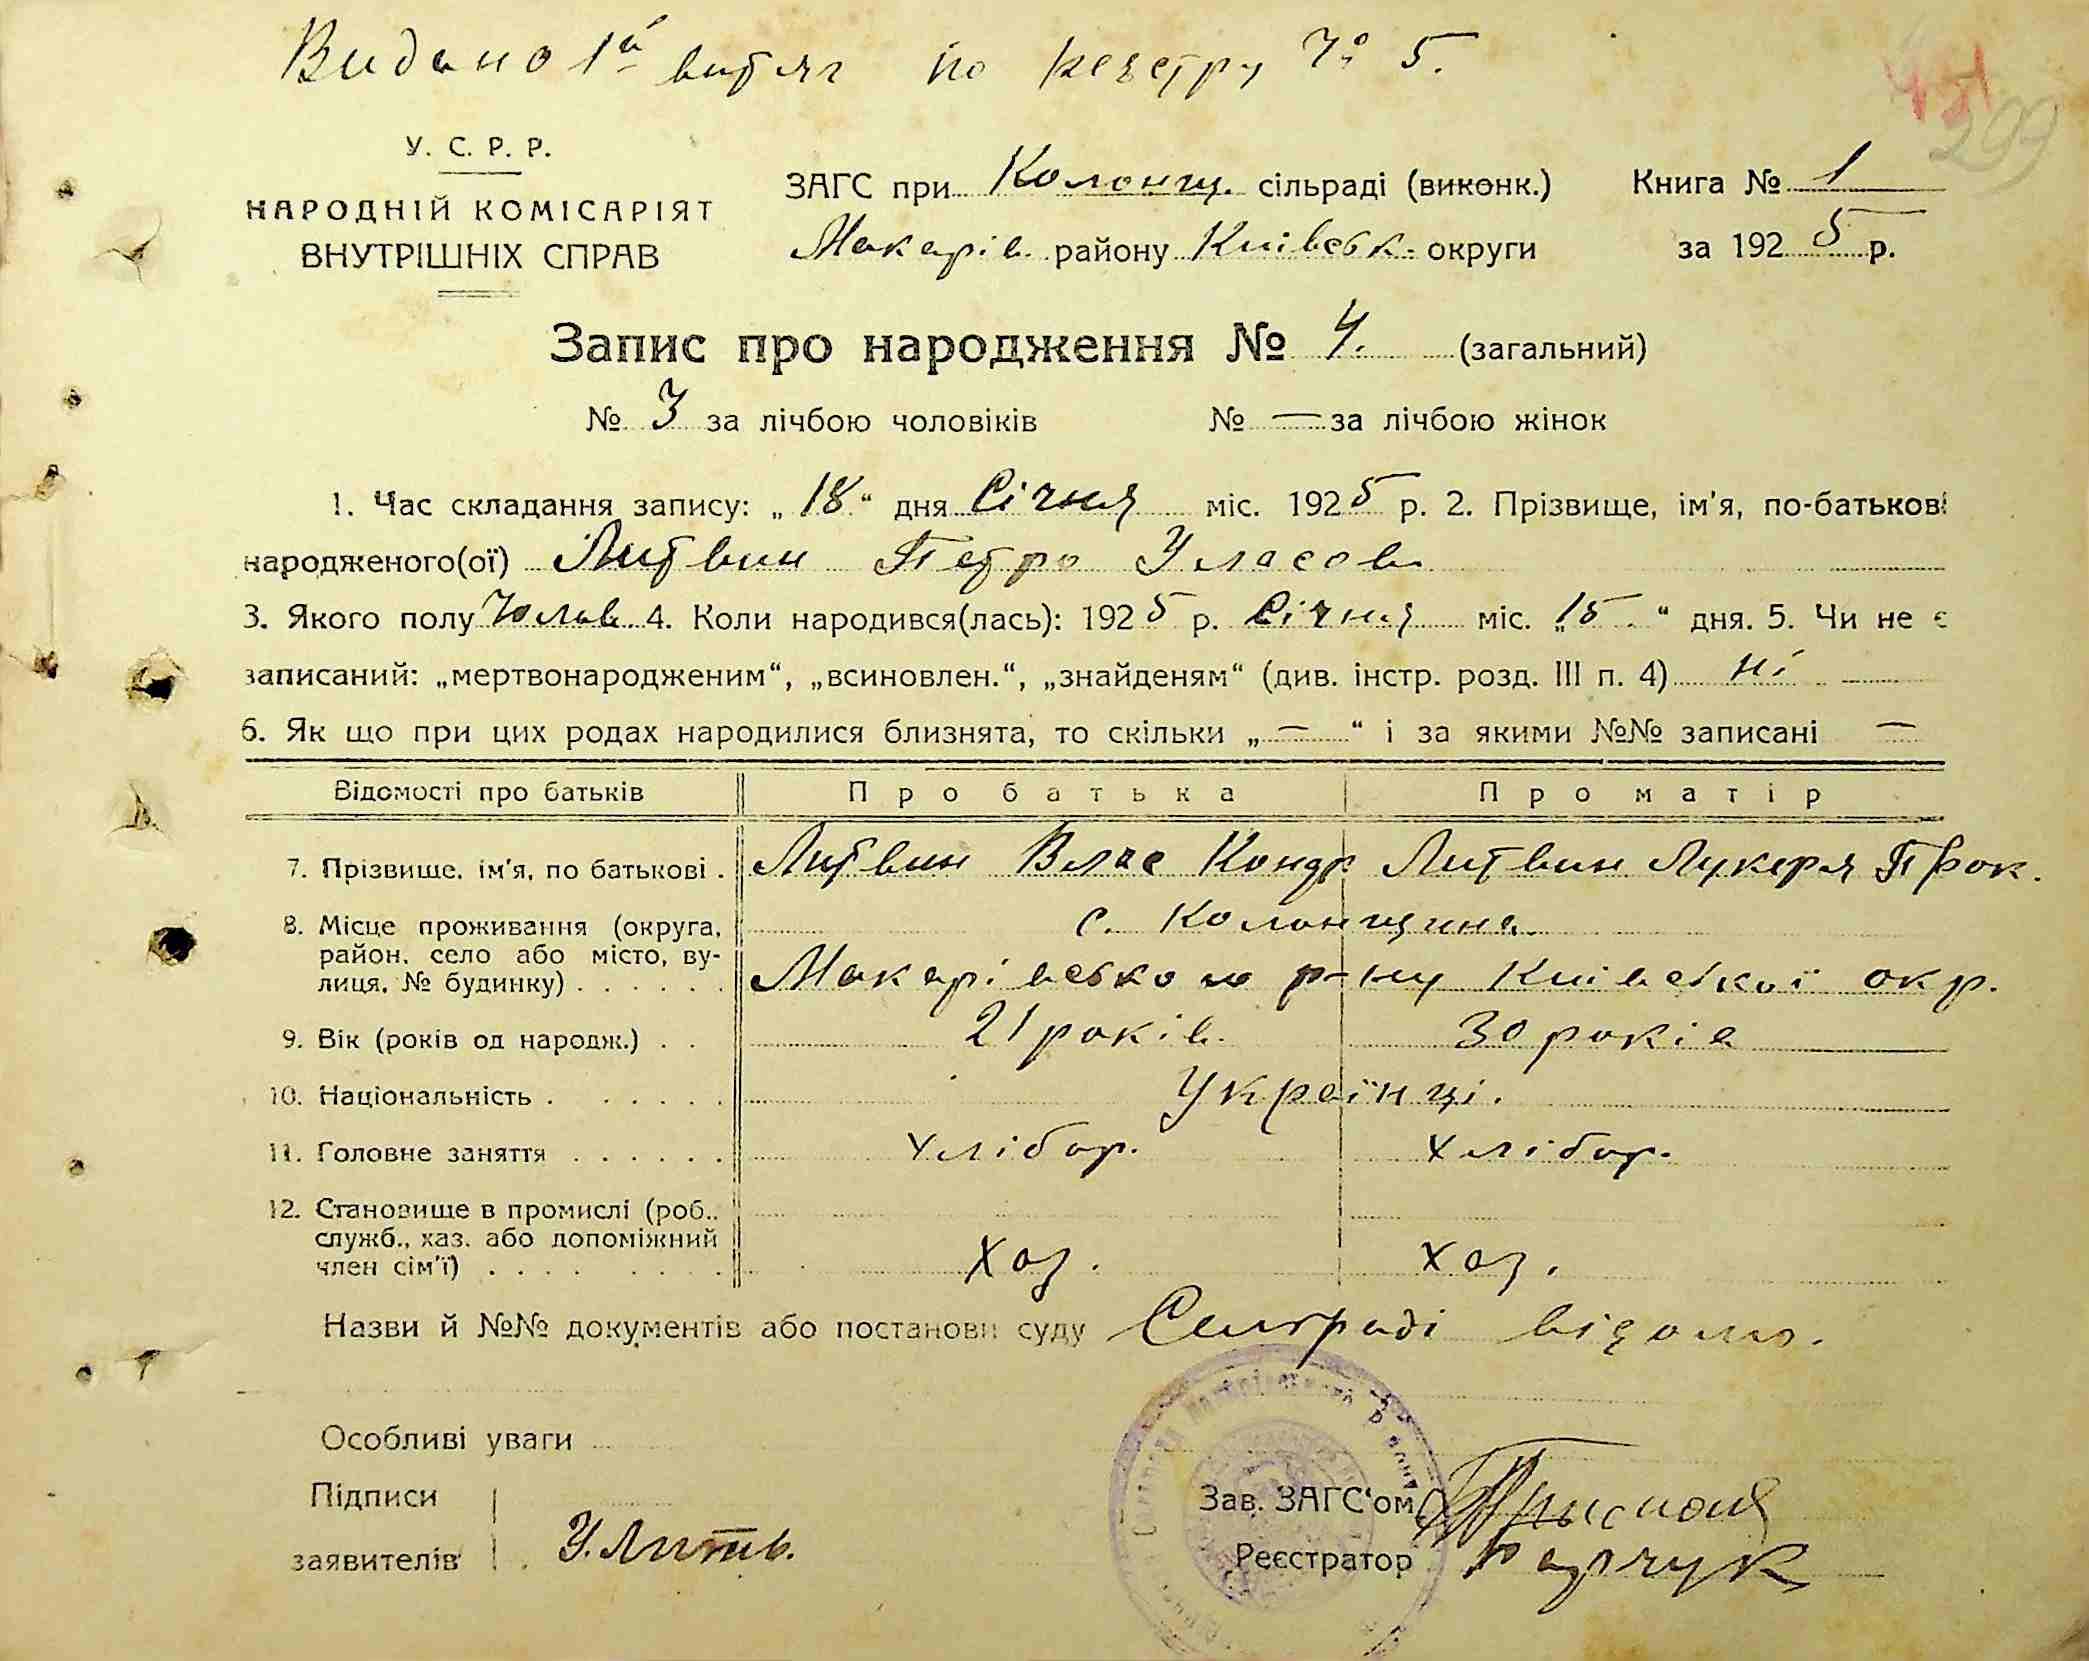 Видано 1й витяг по реестру № 5.
299
У. С. Р. Р.
НАРОДНІЙ КОМІСАРІЯТ
ВНУТРІШНІХ СПРАВ
ЗАГС при Колонщ. сільраді (виконк.) Книга № 1
Макарів. району Київськ. округи за 1925 р.
Запис про народження № 4. (загальний)
№ 3 за лічбою чоловіків № — за лічбою жінок
1. Час складання запису: „18“ дня Січня міс. 1925 р. 2. Прізвище, ім'я, по-батькові
народженого(ої) Литвин Петро Уласов.
3. Якого полу Чолов. 4. Коли народився(лась): 1925 р. Січня міс. „15.“ дня. 5. Чи не є
записаний: „мертвонародженим“, „всиновлен.“, „знайденям“ (див. інстр. розд. III п. 4) ні —
6. Як що при цих родах народилися близнята, то скільки „—“ і за якими №№ записані —
Відомості про батьків Про батька Про матір
7. Прізвище, ім'я, по батькові . Литвин Влас Кондр Литвин Лукеря Прок.
8. Місце проживання (округа, район, село або місто, вулиця, № будинку) . . . . . . с. Колонщина
Макарівського р-ну Київської окр.
9. Вік (років од народж.) . . 21 років. 30 років
10. Національність . . . . . . Українці.
11. Головне заняття . . . . . . Хлібор. Хлібор.
12. Становище в промислі (роб., служб., хаз. або допоміжний член сім'ї) . . . . . . Хаз. Хаз.
Назви й №№ документів або постанови суду Сельраді відомо.
Особливі уваги
Підписи
заявителів У. Литв.
Зав. ЗАГС'ом
Реєстратор